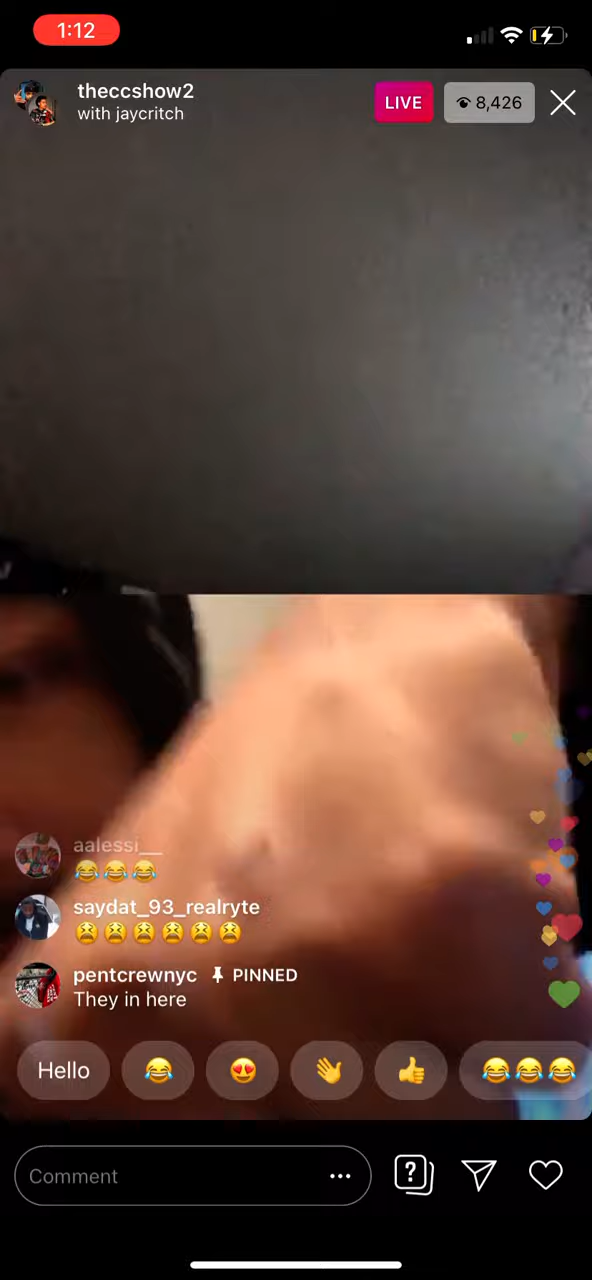 1:12
theccshow2
with jaycritch
LIVE
8,426
aalessi__
😂😂😂
saydat_93_realryte
😫😫😫😫😫😫
pentcrewnyc PINNED
They in here
Hello 😂 😍 👋 👍 😂😂😂
Comment